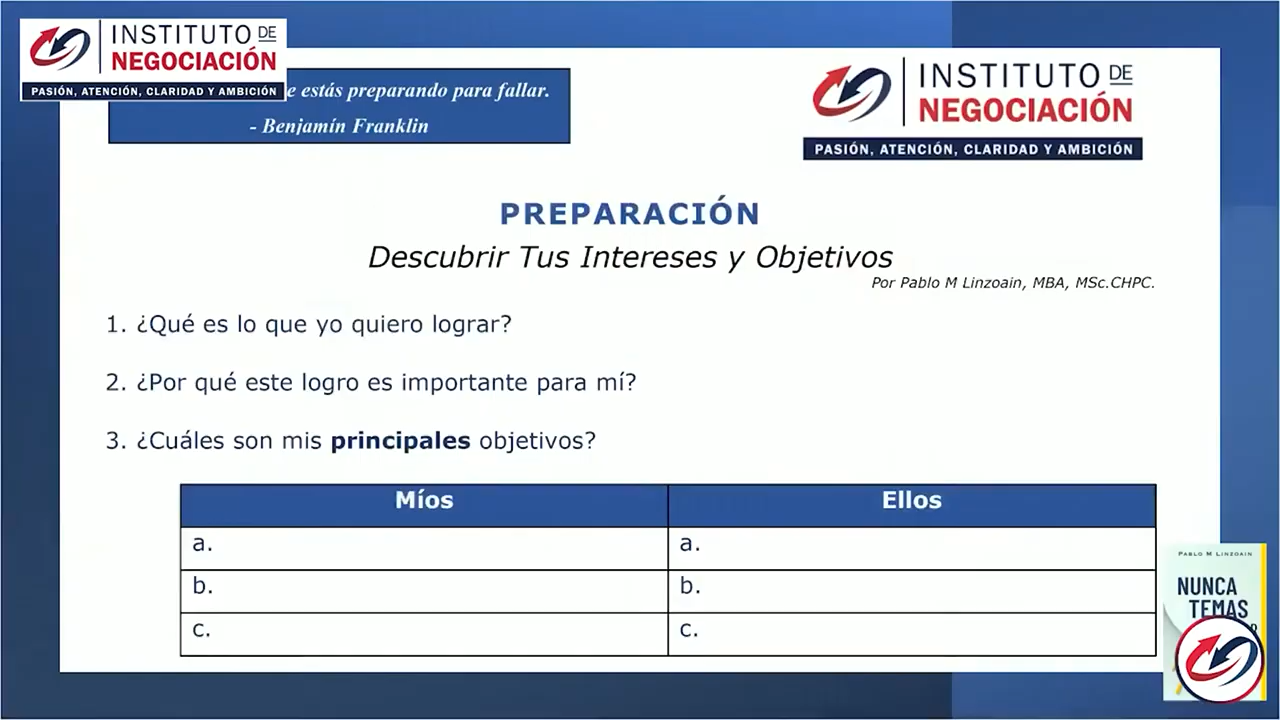 INSTITUTO DE
NEGOCIACIÓN
PASIÓN, ATENCIÓN, CLARIDAD Y AMBICIÓN
e estás preparando para fallar.
- Benjamín Franklin
INSTITUTO DE
NEGOCIACIÓN
PASIÓN, ATENCIÓN, CLARIDAD Y AMBICIÓN
PREPARACIÓN
Descubrir Tus Intereses y Objetivos
Por Pablo M Linzoain, MBA, MSc.CHPC.
1. ¿Qué es lo que yo quiero lograr?
2. ¿Por qué este logro es importante para mí?
3. ¿Cuáles son mis principales objetivos?
Míos Ellos
a. a.
b. b.
c. c.
PABLO M LINZOAIN
NUNCA
TEMAS